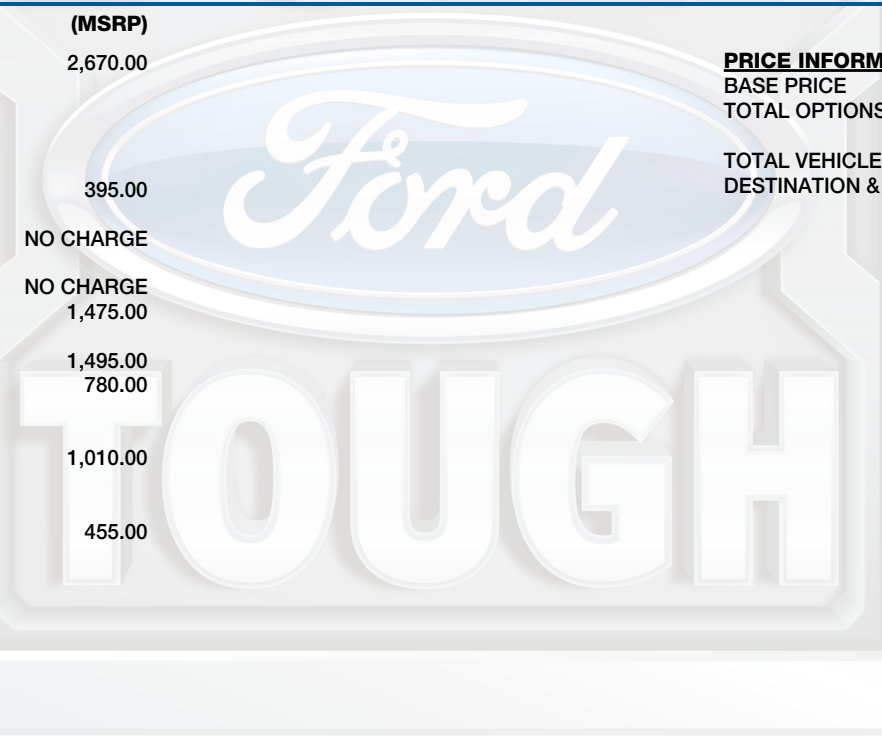 (MSRP)
2,670.00
395.00
NO CHARGE
NO CHARGE
1,475.00
1,495.00
780.00
1,010.00
455.00
PRICE INFORM
BASE PRICE
TOTAL OPTIONS
TOTAL VEHICLE
DESTINATION &
Ford
TOUGH